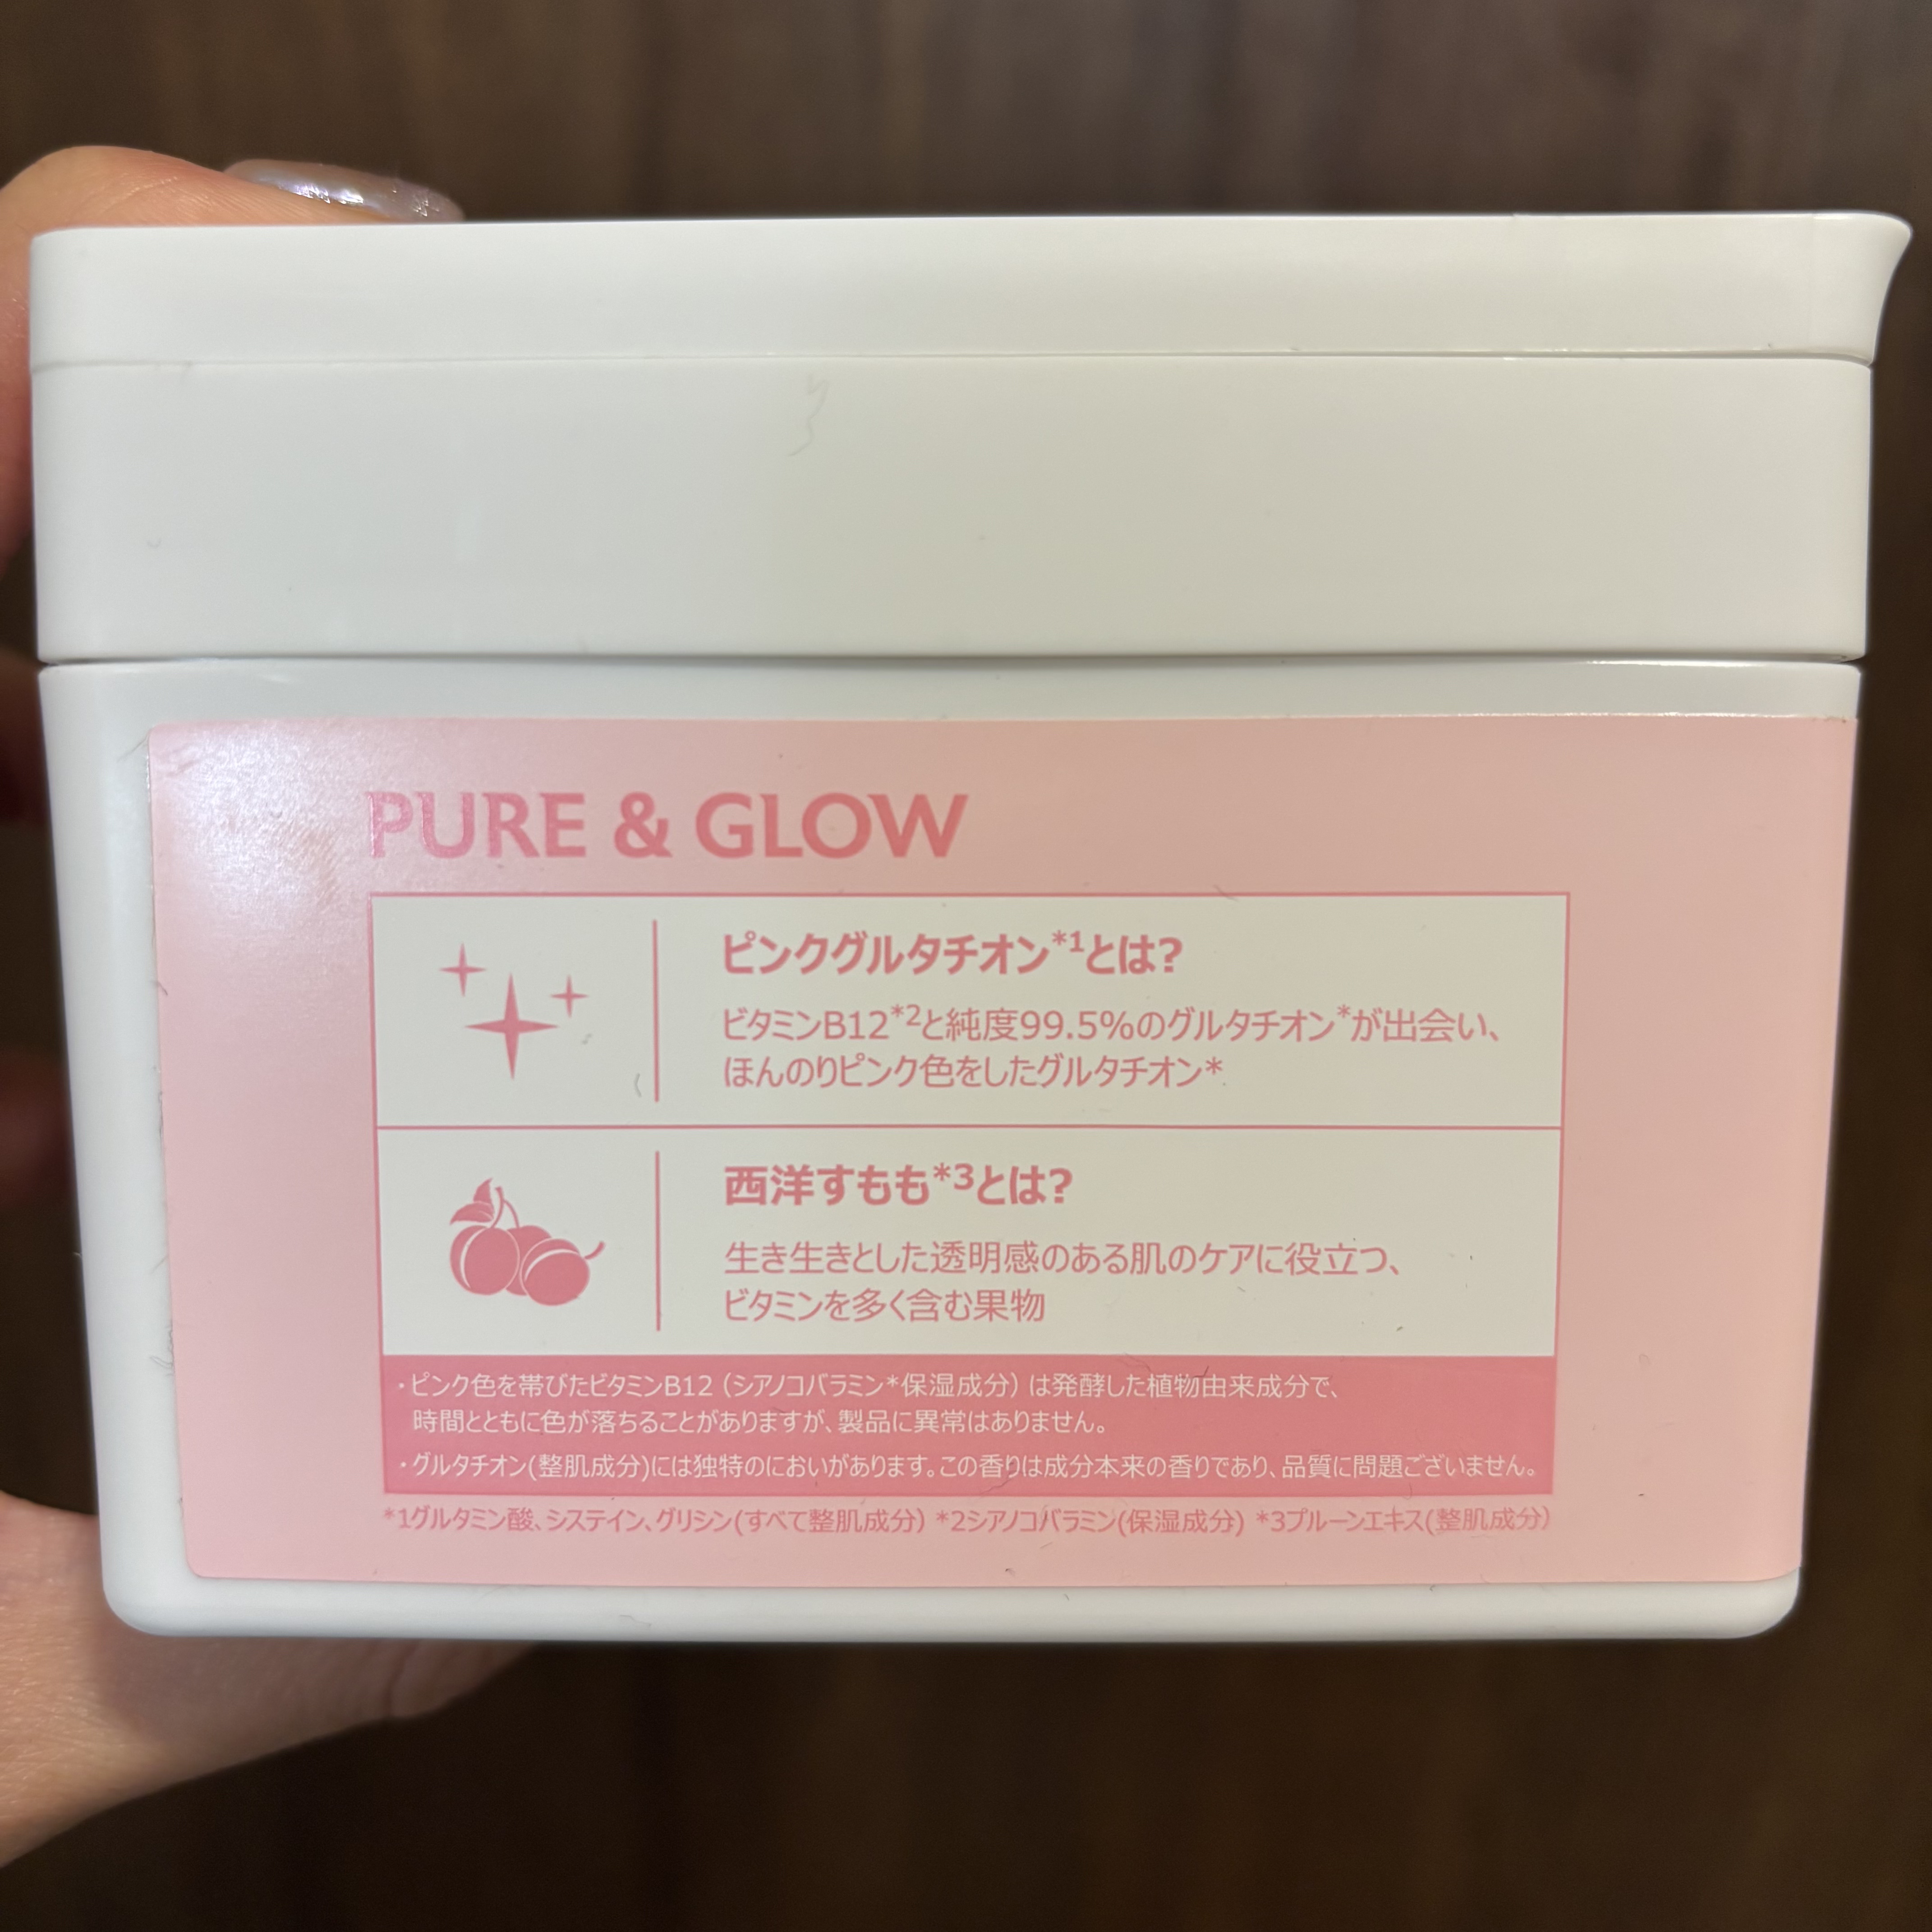 PURE & GLOW
ピンクグルタチオン*1とは?
ビタミンB12*2と純度99.5%のグルタチオン*が出会い、
ほんのりピンク色をしたグルタチオン*
西洋すもも*3とは?
生き生きとした透明感のある肌のケアに役立つ、
ビタミンを多く含む果物
・ピンク色を帯びたビタミンB12（シアノコバラミン*保湿成分）は発酵した植物由来成分で、
時間とともに色が落ちることがありますが、製品に異常はありません。
・グルタチオン(整肌成分)には独特のにおいがあります。この香りは成分本来の香りであり、品質に問題ございません。
*1グルタミン酸、システイン、グリシン(すべて整肌成分) *2シアノコバラミン(保湿成分) *3プルーンエキス(整肌成分)